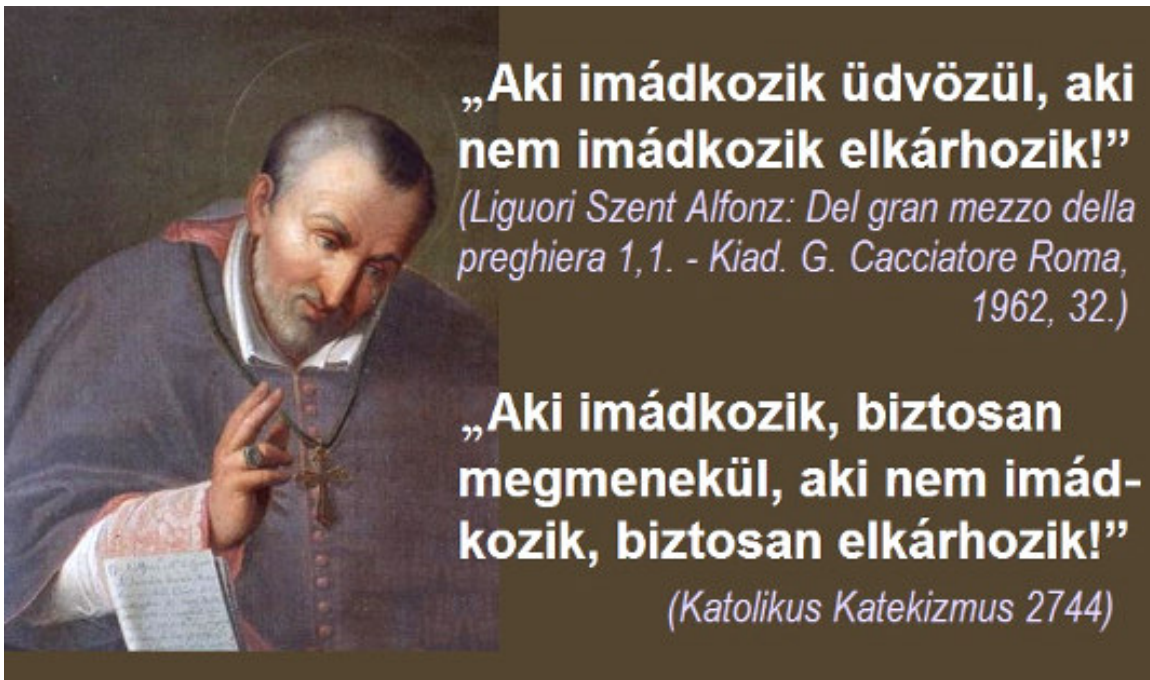 „Aki imádkozik üdvözül, aki
nem imádkozik elkárhozik!”
(Liguori Szent Alfonz: Del gran mezzo della
preghiera 1,1. - Kiad. G. Cacciatore Roma,
1962, 32.)
„Aki imádkozik, biztosan
megmenekül, aki nem imád-
kozik, biztosan elkárhozik!”
(Katolikus Katekizmus 2744)